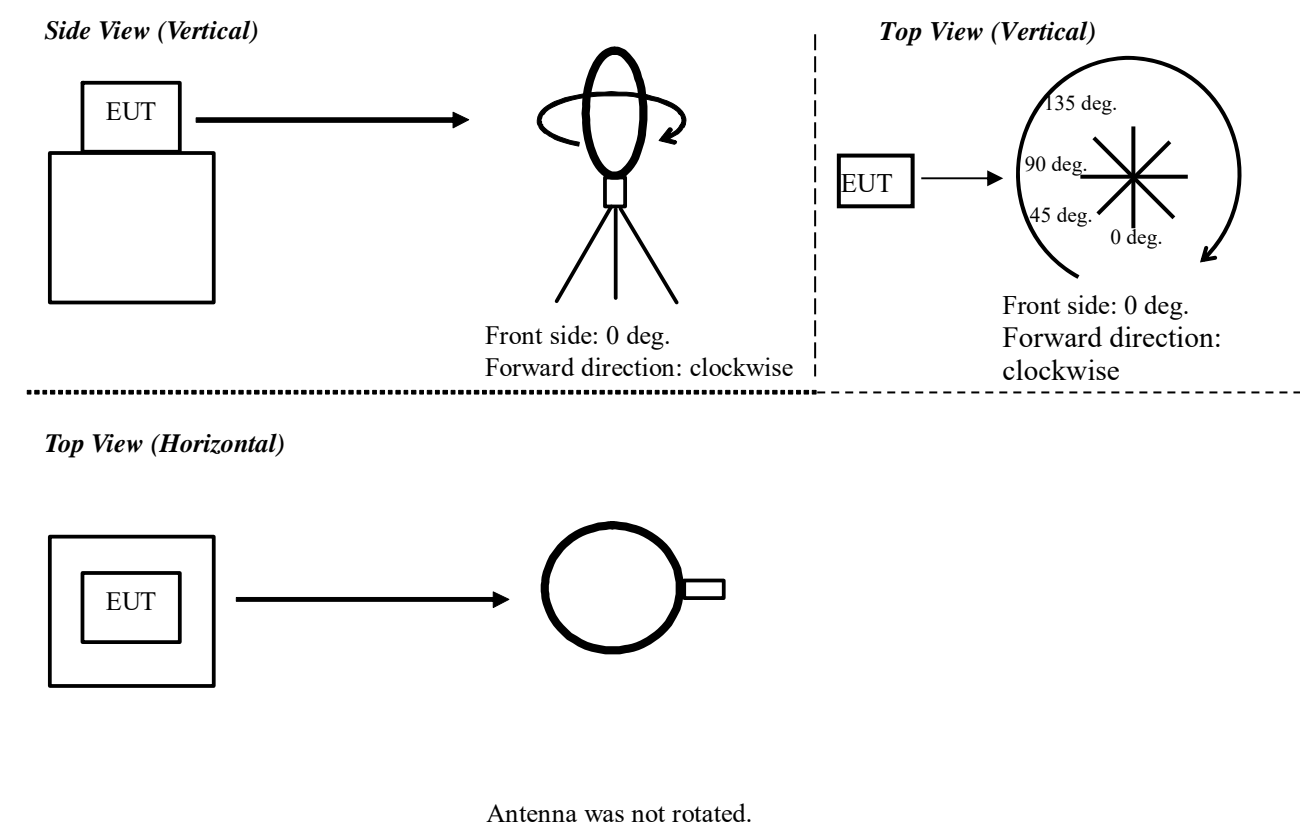 Side View (Vertical)
EUT
Front side: 0 deg.
Forward direction: clockwise
Top View (Vertical)
135 deg.
90 deg.
EUT
45 deg.
0 deg.
Front side: 0 deg.
Forward direction:
clockwise
Top View (Horizontal)
EUT
Antenna was not rotated.